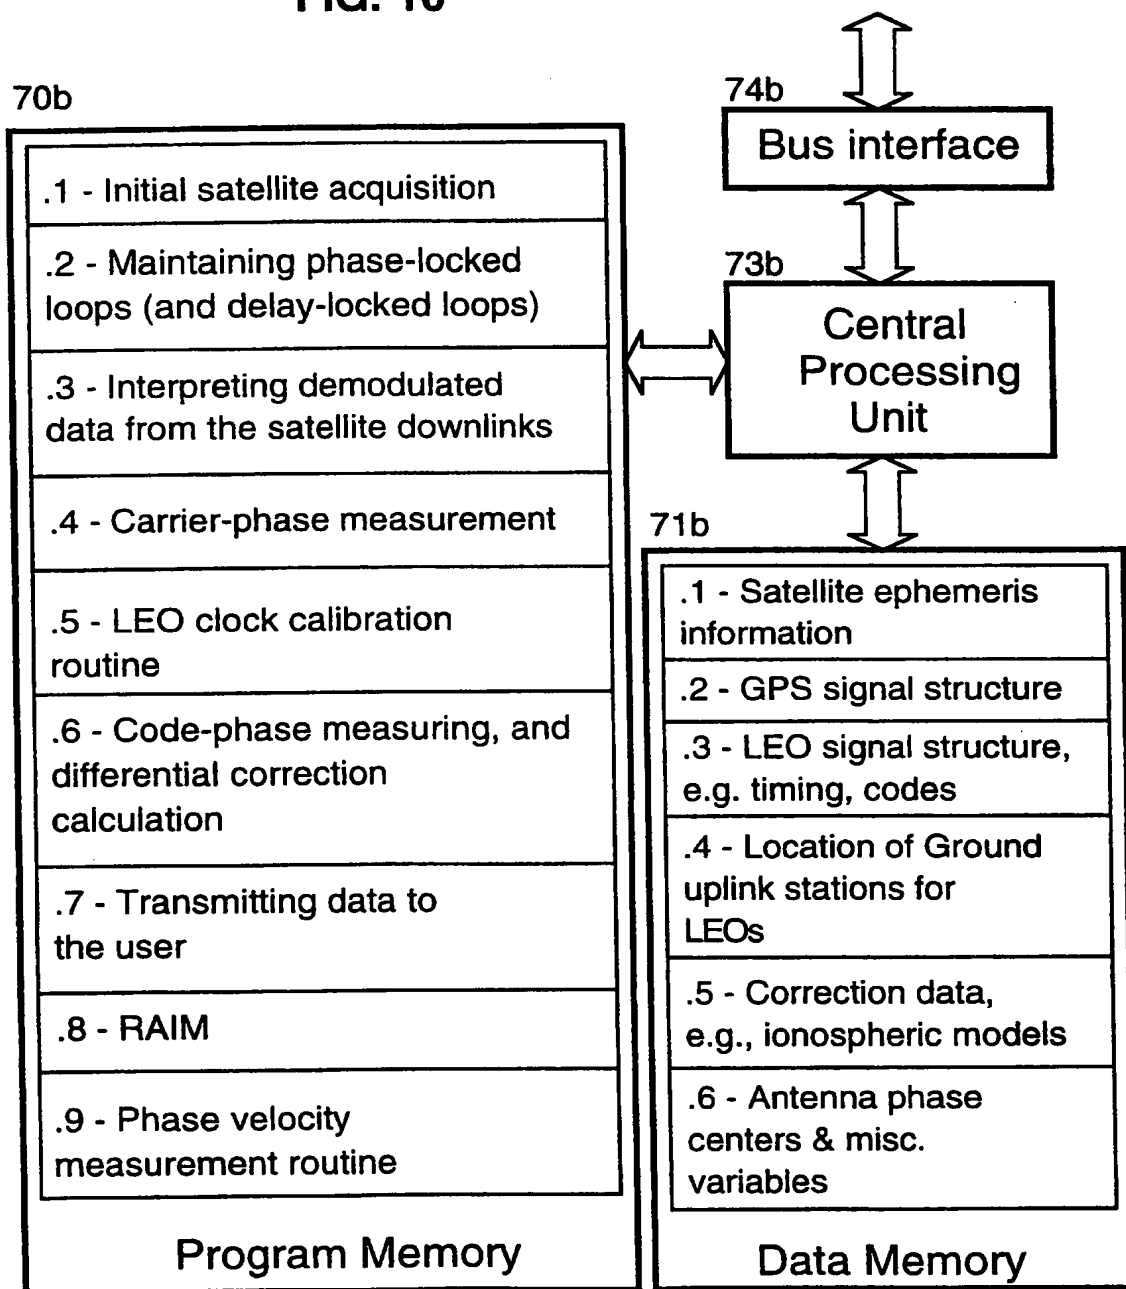 70b
.1 - Initial satellite acquisition
.2 - Maintaining phase-locked
loops (and delay-locked loops)
.3 - Interpreting demodulated
data from the satellite downlinks
.4 - Carrier-phase measurement
.5 - LEO clock calibration
routine
.6 - Code-phase measuring, and
differential correction
calculation
.7 - Transmitting data to
the user
.8 - RAIM
.9 - Phase velocity
measurement routine
Program Memory
74b
Bus interface
73b
Central
Processing
Unit
71b
.1 - Satellite ephemeris
information
.2 - GPS signal structure
.3 - LEO signal structure,
e.g. timing, codes
.4 - Location of Ground
uplink stations for
LEOs
.5 - Correction data,
e.g., ionospheric models
.6 - Antenna phase
centers & misc.
variables
Data Memory